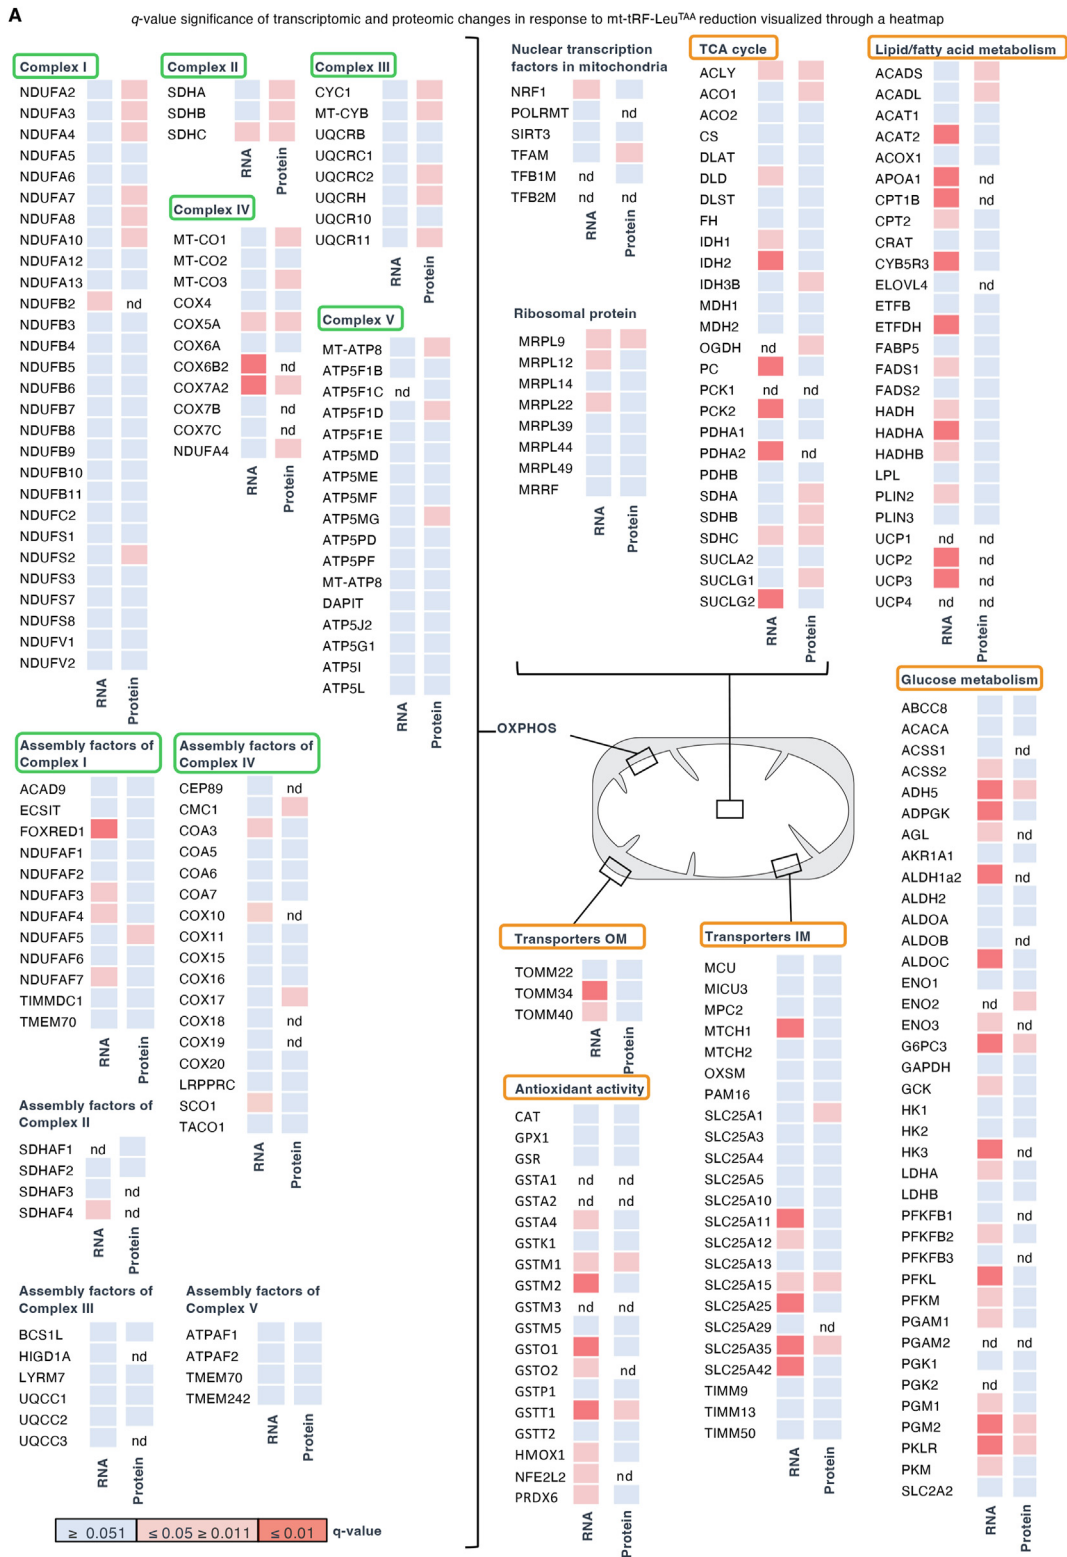 A
q-value significance of transcriptomic and proteomic changes in response to mt-tRF-LeuTAA reduction visualized through a heatmap
Complex I
NDUFA2
NDUFA3
NDUFA4
NDUFA5
NDUFA6
NDUFA7
NDUFA8
NDUFA10
NDUFA12
NDUFA13
NDUFB2 nd
NDUFB3
NDUFB4
NDUFB5
NDUFB6
NDUFB7
NDUFB8
NDUFB9
NDUFB10
NDUFB11
NDUFC2
NDUFS1
NDUFS2
NDUFS3
NDUFS7
NDUFS8
NDUFV1
NDUFV2
RNA
Protein
Complex II
SDHA
SDHB
SDHC
RNA
Protein
Complex IV
MT-CO1
MT-CO2
MT-CO3
COX4
COX5A
COX6A
COX6B2 nd
COX7A2
COX7B nd
COX7C nd
NDUFA4
RNA
Protein
Complex III
CYC1
MT-CYB
UQCRB
UQCRC1
UQCRC2
UQCRH
UQCR10
UQCR11
RNA
Protein
Complex V
MT-ATP8
ATP5F1B
ATP5F1C nd
ATP5F1D
ATP5F1E
ATP5MD
ATP5ME
ATP5MF
ATP5MG
ATP5PD
ATP5PF
MT-ATP8
DAPIT
ATP5J2
ATP5G1
ATP5I
ATP5L
RNA
Protein
Assembly factors of
Complex I
ACAD9
ECSIT
FOXRED1
NDUFAF1
NDUFAF2
NDUFAF3
NDUFAF4
NDUFAF5
NDUFAF6
NDUFAF7
TIMMDC1
TMEM70
RNA
Protein
Assembly factors of
Complex IV
CEP89 nd
CMC1
COA3
COA5
COA6
COA7
COX10 nd
COX11
COX15
COX16
COX17
COX18 nd
COX19 nd
COX20
LRPPRC
SCO1
TACO1
RNA
Protein
Assembly factors of
Complex II
SDHAF1 nd
SDHAF2
SDHAF3 nd
SDHAF4 nd
RNA
Protein
Assembly factors of
Complex III
BCS1L
HIGD1A nd
LYRM7
UQCC1
UQCC2
UQCC3 nd
RNA
Protein
Assembly factors of
Complex V
ATPAF1
ATPAF2
TMEM70
TMEM242
RNA
Protein
≥ 0.051 ≤ 0.05 ≥ 0.011 ≤ 0.01 q-value
Nuclear transcription
factors in mitochondria
NRF1
POLRMT nd
SIRT3
TFAM
TFB1M nd
TFB2M nd nd
RNA
Protein
Ribosomal protein
MRPL9
MRPL12
MRPL14
MRPL22
MRPL39
MRPL44
MRPL49
MRRF
RNA
Protein
TCA cycle
ACLY
ACO1
ACO2
CS
DLAT
DLD
DLST
FH
IDH1
IDH2
IDH3B
MDH1
MDH2
OGDH nd
PC
PCK1 nd nd
PCK2
PDHA1
PDHA2 nd
PDHB
SDHA
SDHB
SDHC
SUCLA2
SUCLG1
SUCLG2
RNA
Protein
Lipid/fatty acid metabolism
ACADS
ACADL
ACAT1
ACAT2
ACOX1
APOA1 nd
CPT1B nd
CPT2
CRAT
CYB5R3
ELOVL4 nd
ETFB
ETFDH
FABP5
FADS1
FADS2
HADH
HADHA
HADHB
LPL
PLIN2
PLIN3
UCP1 nd nd
UCP2 nd
UCP3 nd
UCP4 nd nd
RNA
Protein
OXPHOS
Transporters OM
TOMM22
TOMM34
TOMM40
RNA
Protein
Antioxidant activity
CAT
GPX1
GSR
GSTA1 nd nd
GSTA2 nd nd
GSTA4
GSTK1
GSTM1
GSTM2
GSTM3 nd nd
GSTM5
GSTO1
GSTO2 nd
GSTP1
GSTT1
GSTT2
HMOX1
NFE2L2 nd
PRDX6
RNA
Protein
Transporters IM
MCU
MICU3
MPC2
MTCH1
MTCH2
OXSM
PAM16
SLC25A1
SLC25A3
SLC25A4
SLC25A5
SLC25A10
SLC25A11
SLC25A12
SLC25A13
SLC25A15
SLC25A25
SLC25A29 nd
SLC25A35
SLC25A42
TIMM9
TIMM13
TIMM50
RNA
Protein
Glucose metabolism
ABCC8
ACACA
ACSS1 nd
ACSS2
ADH5
ADPGK
AGL nd
AKR1A1
ALDH1a2 nd
ALDH2
ALDOA
ALDOB nd
ALDOC
ENO1
ENO2 nd
ENO3 nd
G6PC3
GAPDH
GCK
HK1
HK2
HK3 nd
LDHA
LDHB
PFKFB1 nd
PFKFB2
PFKFB3 nd
PFKL
PFKM
PGAM1
PGAM2 nd nd
PGK1
PGK2 nd
PGM1
PGM2
PKLR
PKM
SLC2A2
RNA
Protein